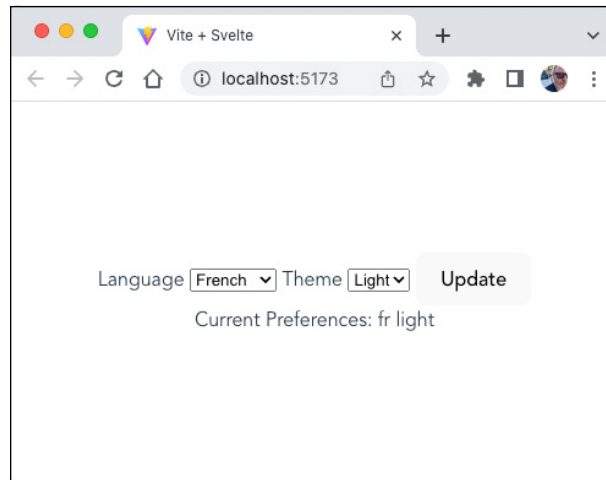 Vite + Svelte
localhost:5173
Language French Theme Light Update
Current Preferences: fr light